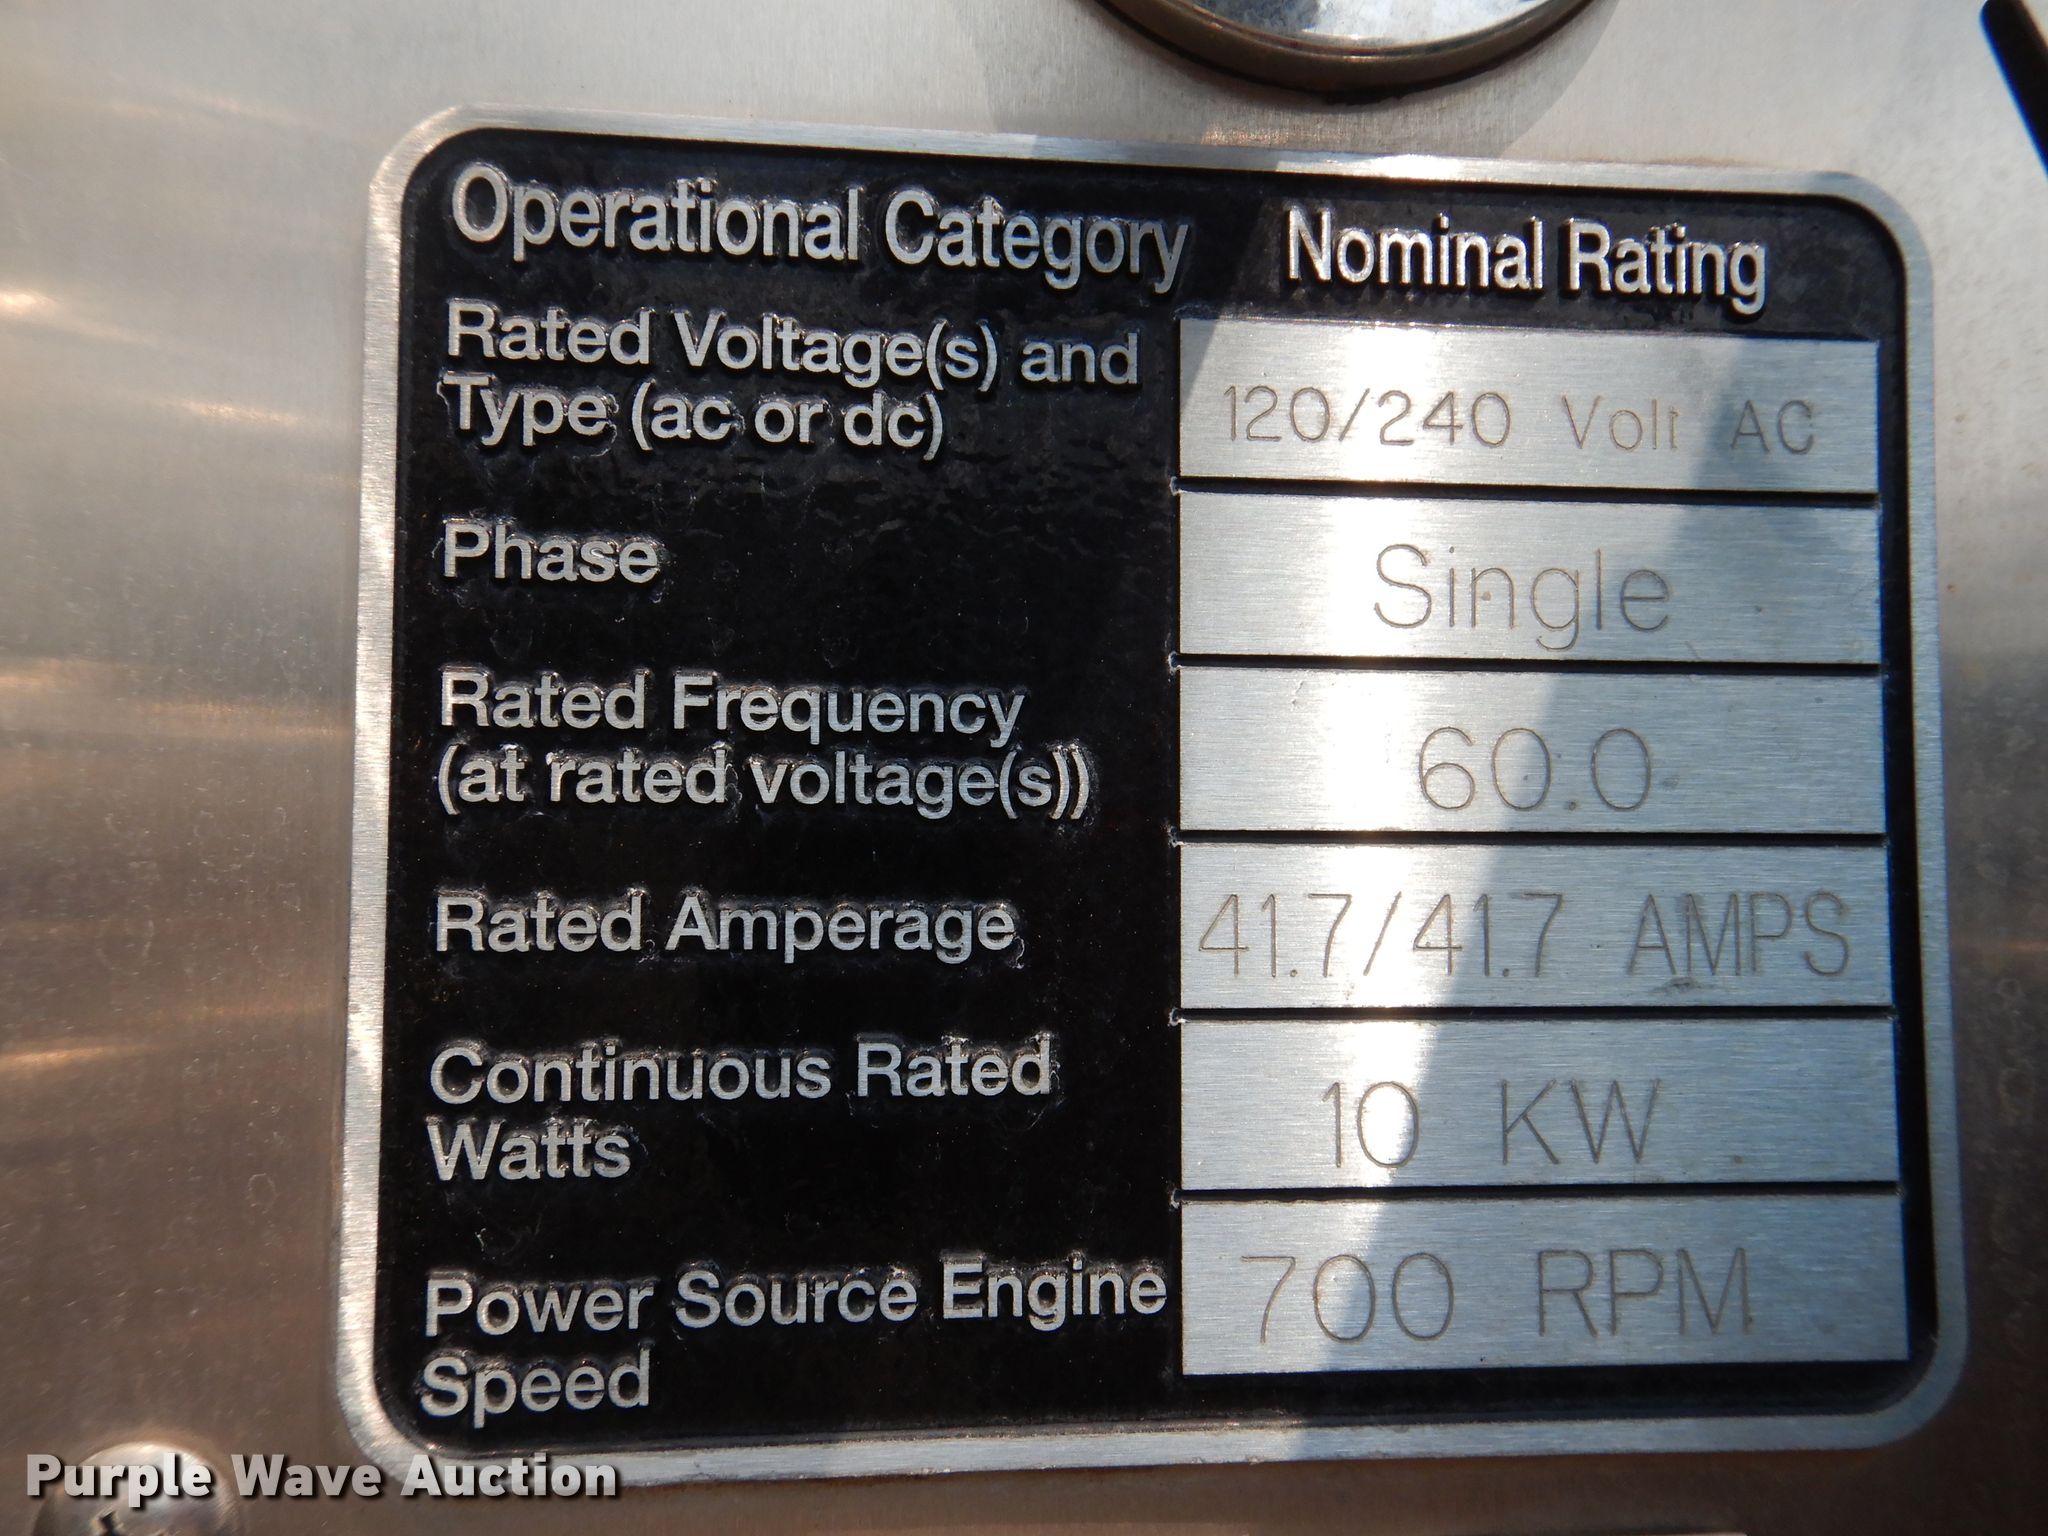 Operational Category Nominal Rating
Rated Voltage(s) and
Type (ac or dc)
120/240 Volt AC
Phase
Single
Rated Frequency
(at rated voltage(s))
60.0
Rated Amperage
41.7/41.7 AMPS
Continuous Rated
Watts
10 KW
Power Source Engine
Speed
700 RPM
Purple Wave Auction